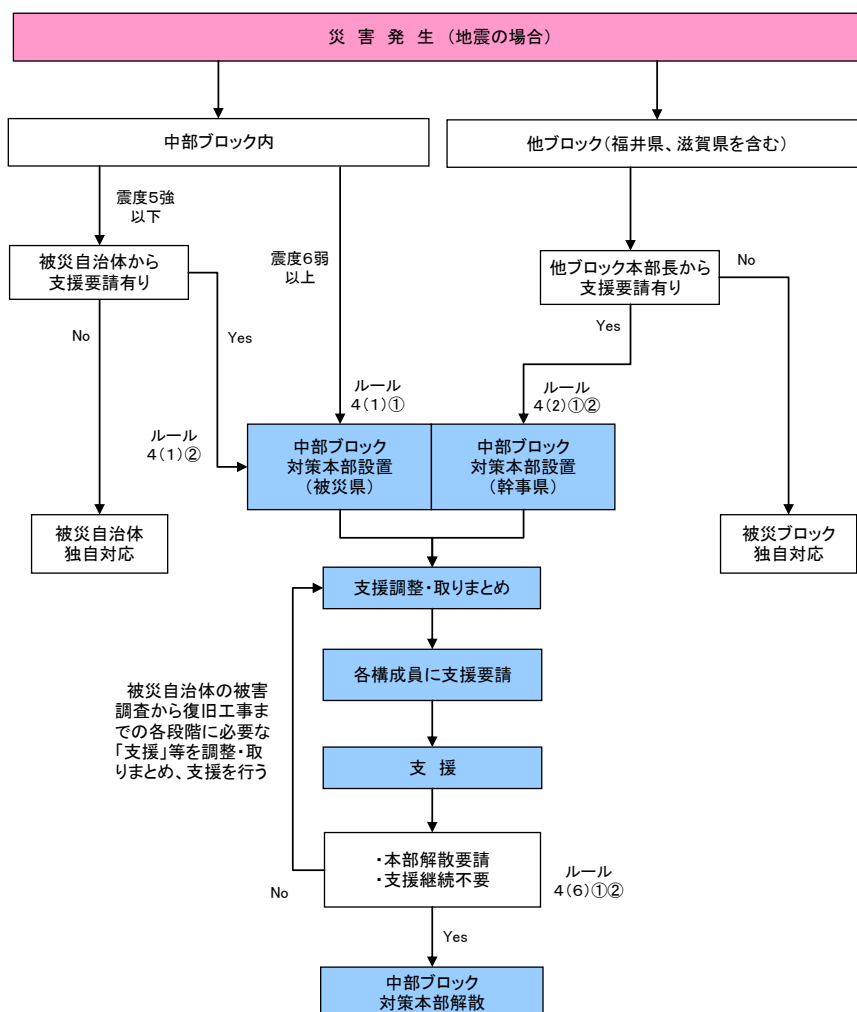 災 害 発 生 (地震の場合)
中部ブロック内
他ブロック(福井県、滋賀県を含む)
震度5強
以下
震度6弱
以上
被災自治体から
支援要請有り
他ブロック本部長から
支援要請有り
No
No
Yes
Yes
ルール
4(1)①
ルール
4(2)①②
ルール
4(1)②
中部ブロック
対策本部設置
(被災県)
中部ブロック
対策本部設置
(幹事県)
被災自治体
独自対応
被災ブロック
独自対応
支援調整・取りまとめ
各構成員に支援要請
被災自治体の被害
調査から復旧工事ま
での各段階に必要な
「支援」等を調整・取
りまとめ、支援を行う
支 援
・本部解散要請
・支援継続不要
ルール
4(6)①②
No
Yes
中部ブロック
対策本部解散